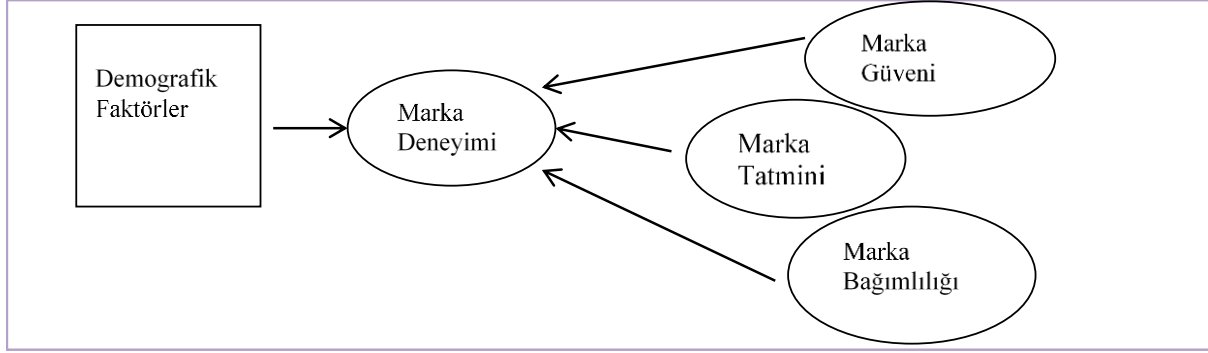 Demografik
Faktörler
Marka
Deneyimi
Marka
Güveni
Marka
Tatmini
Marka
Bağımlılığı